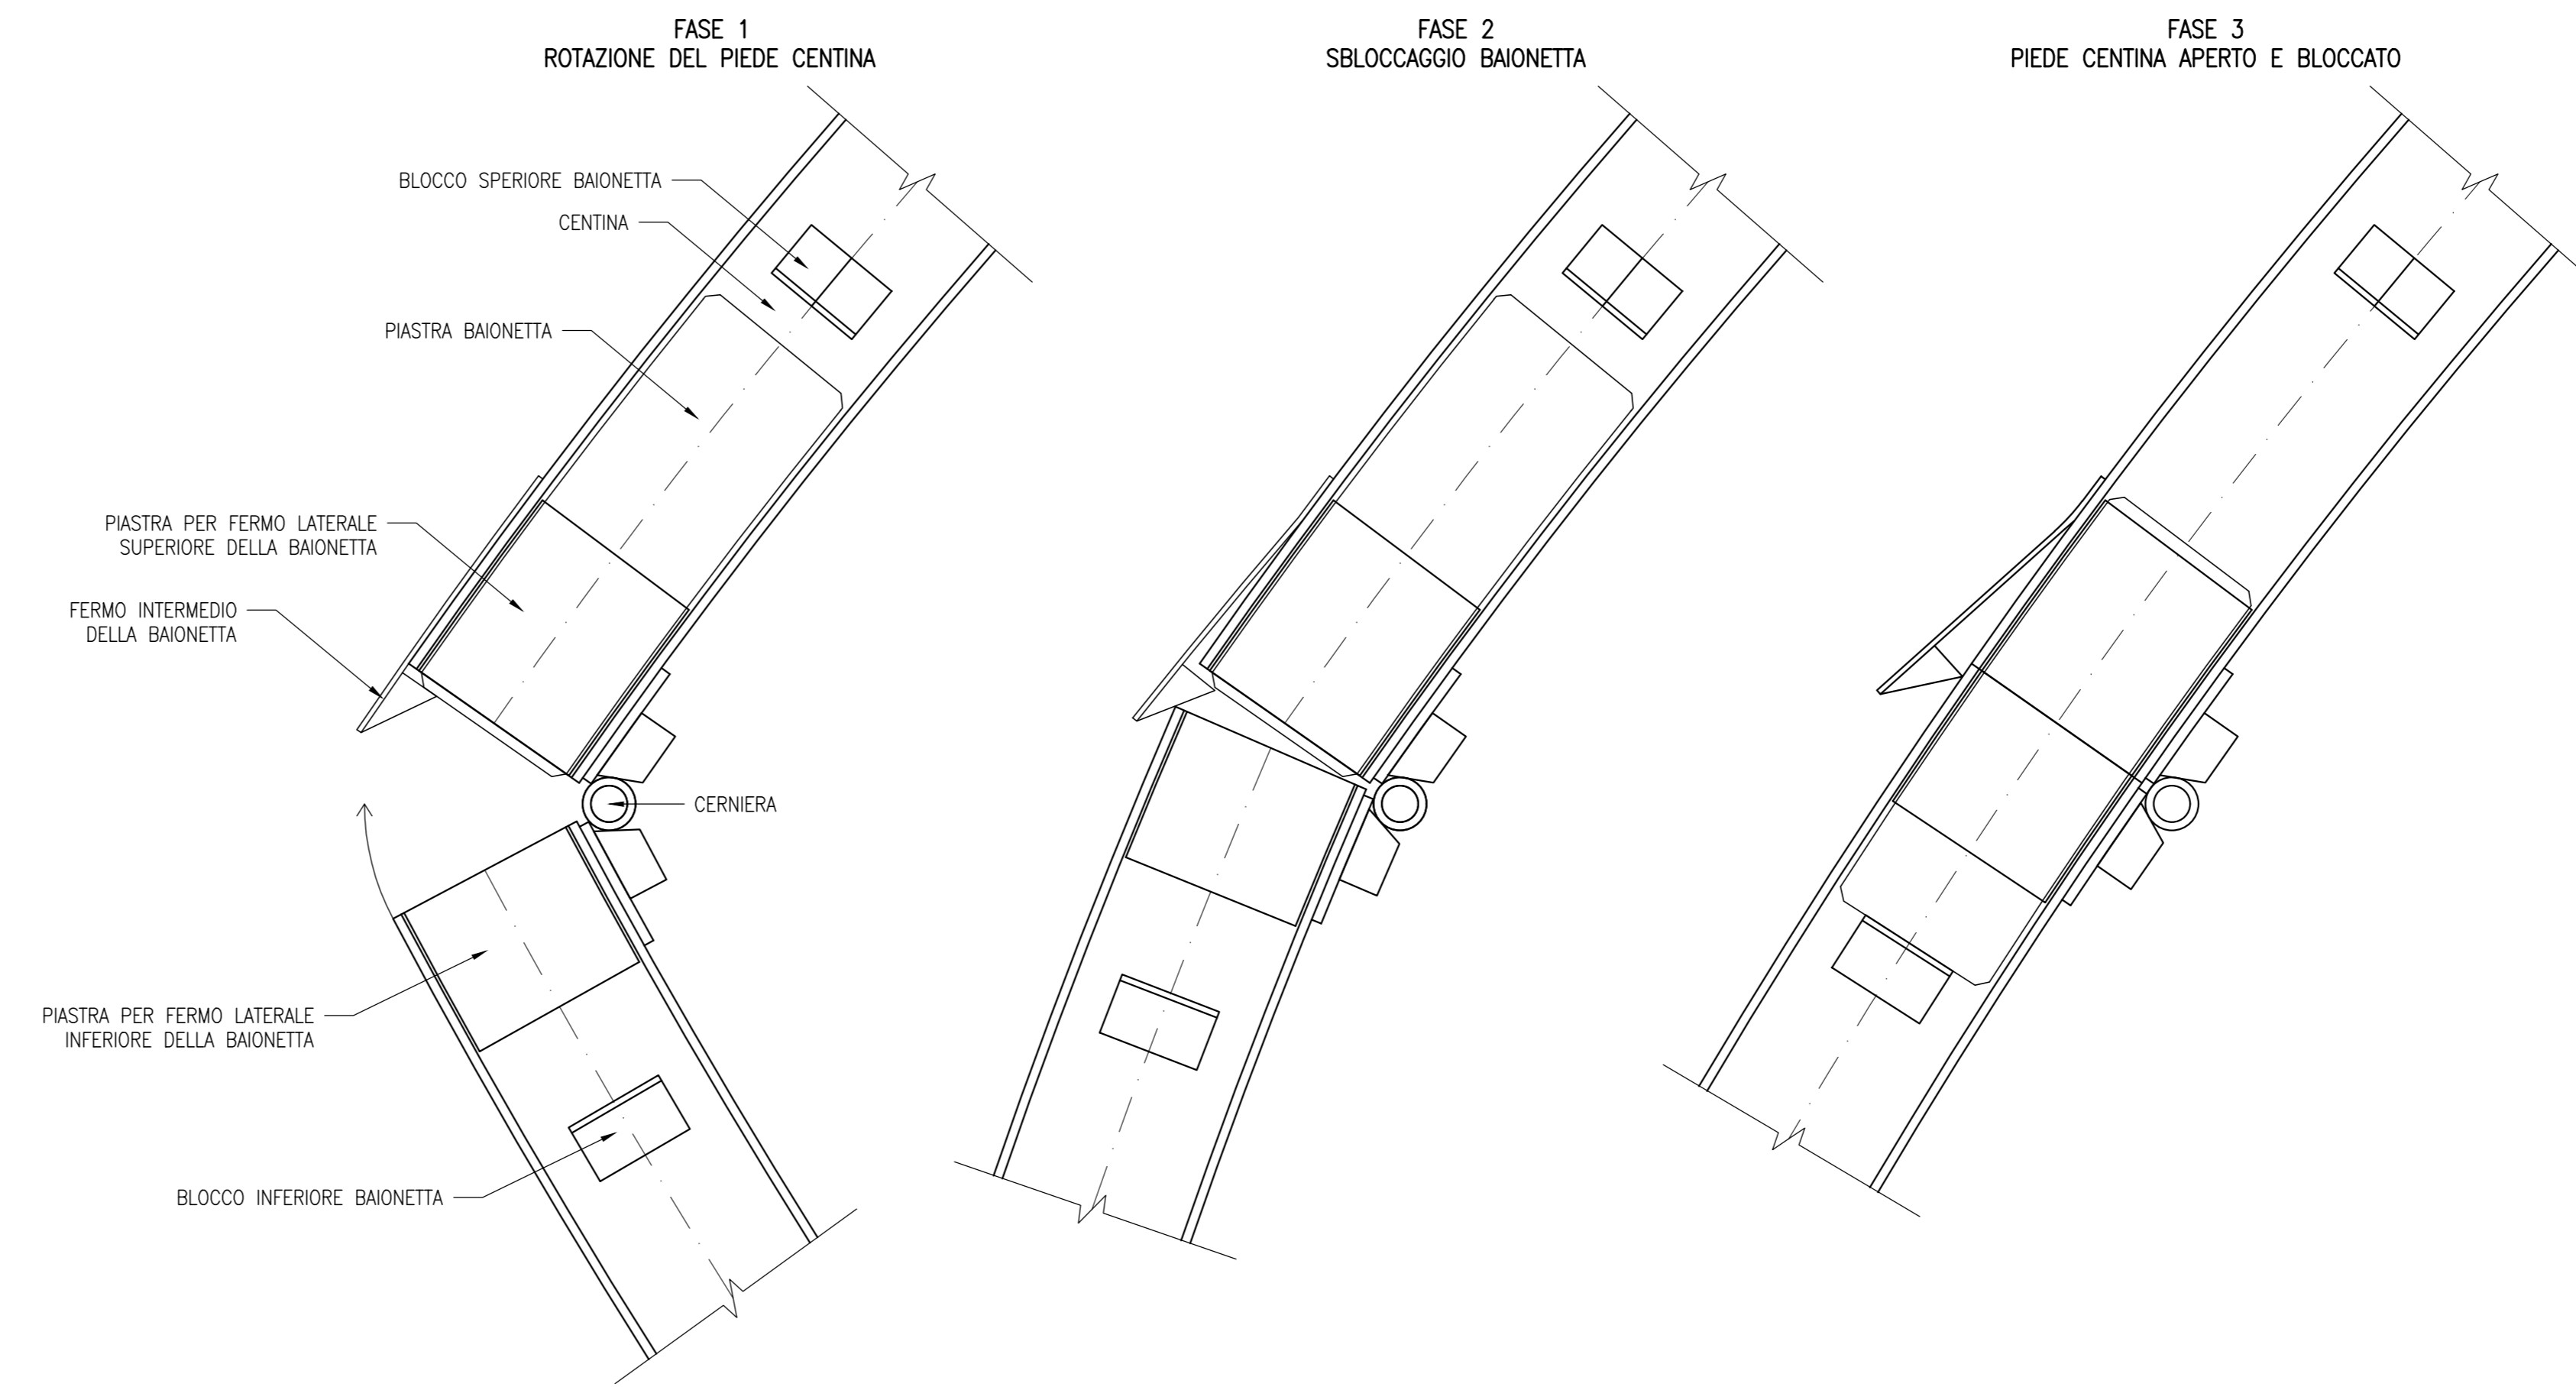 FASE 1
ROTAZIONE DEL PIEDE CENTINA
FASE 2
SBLOCCAGGIO BAIONETTA
FASE 3
PIEDE CENTINA APERTO E BLOCCATO
BLOCCO SPERIORE BAIONETTA
CENTINA
PIASTRA BAIONETTA
PIASTRA PER FERMO LATERALE
SUPERIORE DELLA BAIONETTA
FERMO INTERMEDIO
DELLA BAIONETTA
CERNIERA
PIASTRA PER FERMO LATERALE
INFERIORE DELLA BAIONETTA
BLOCCO INFERIORE BAIONETTA